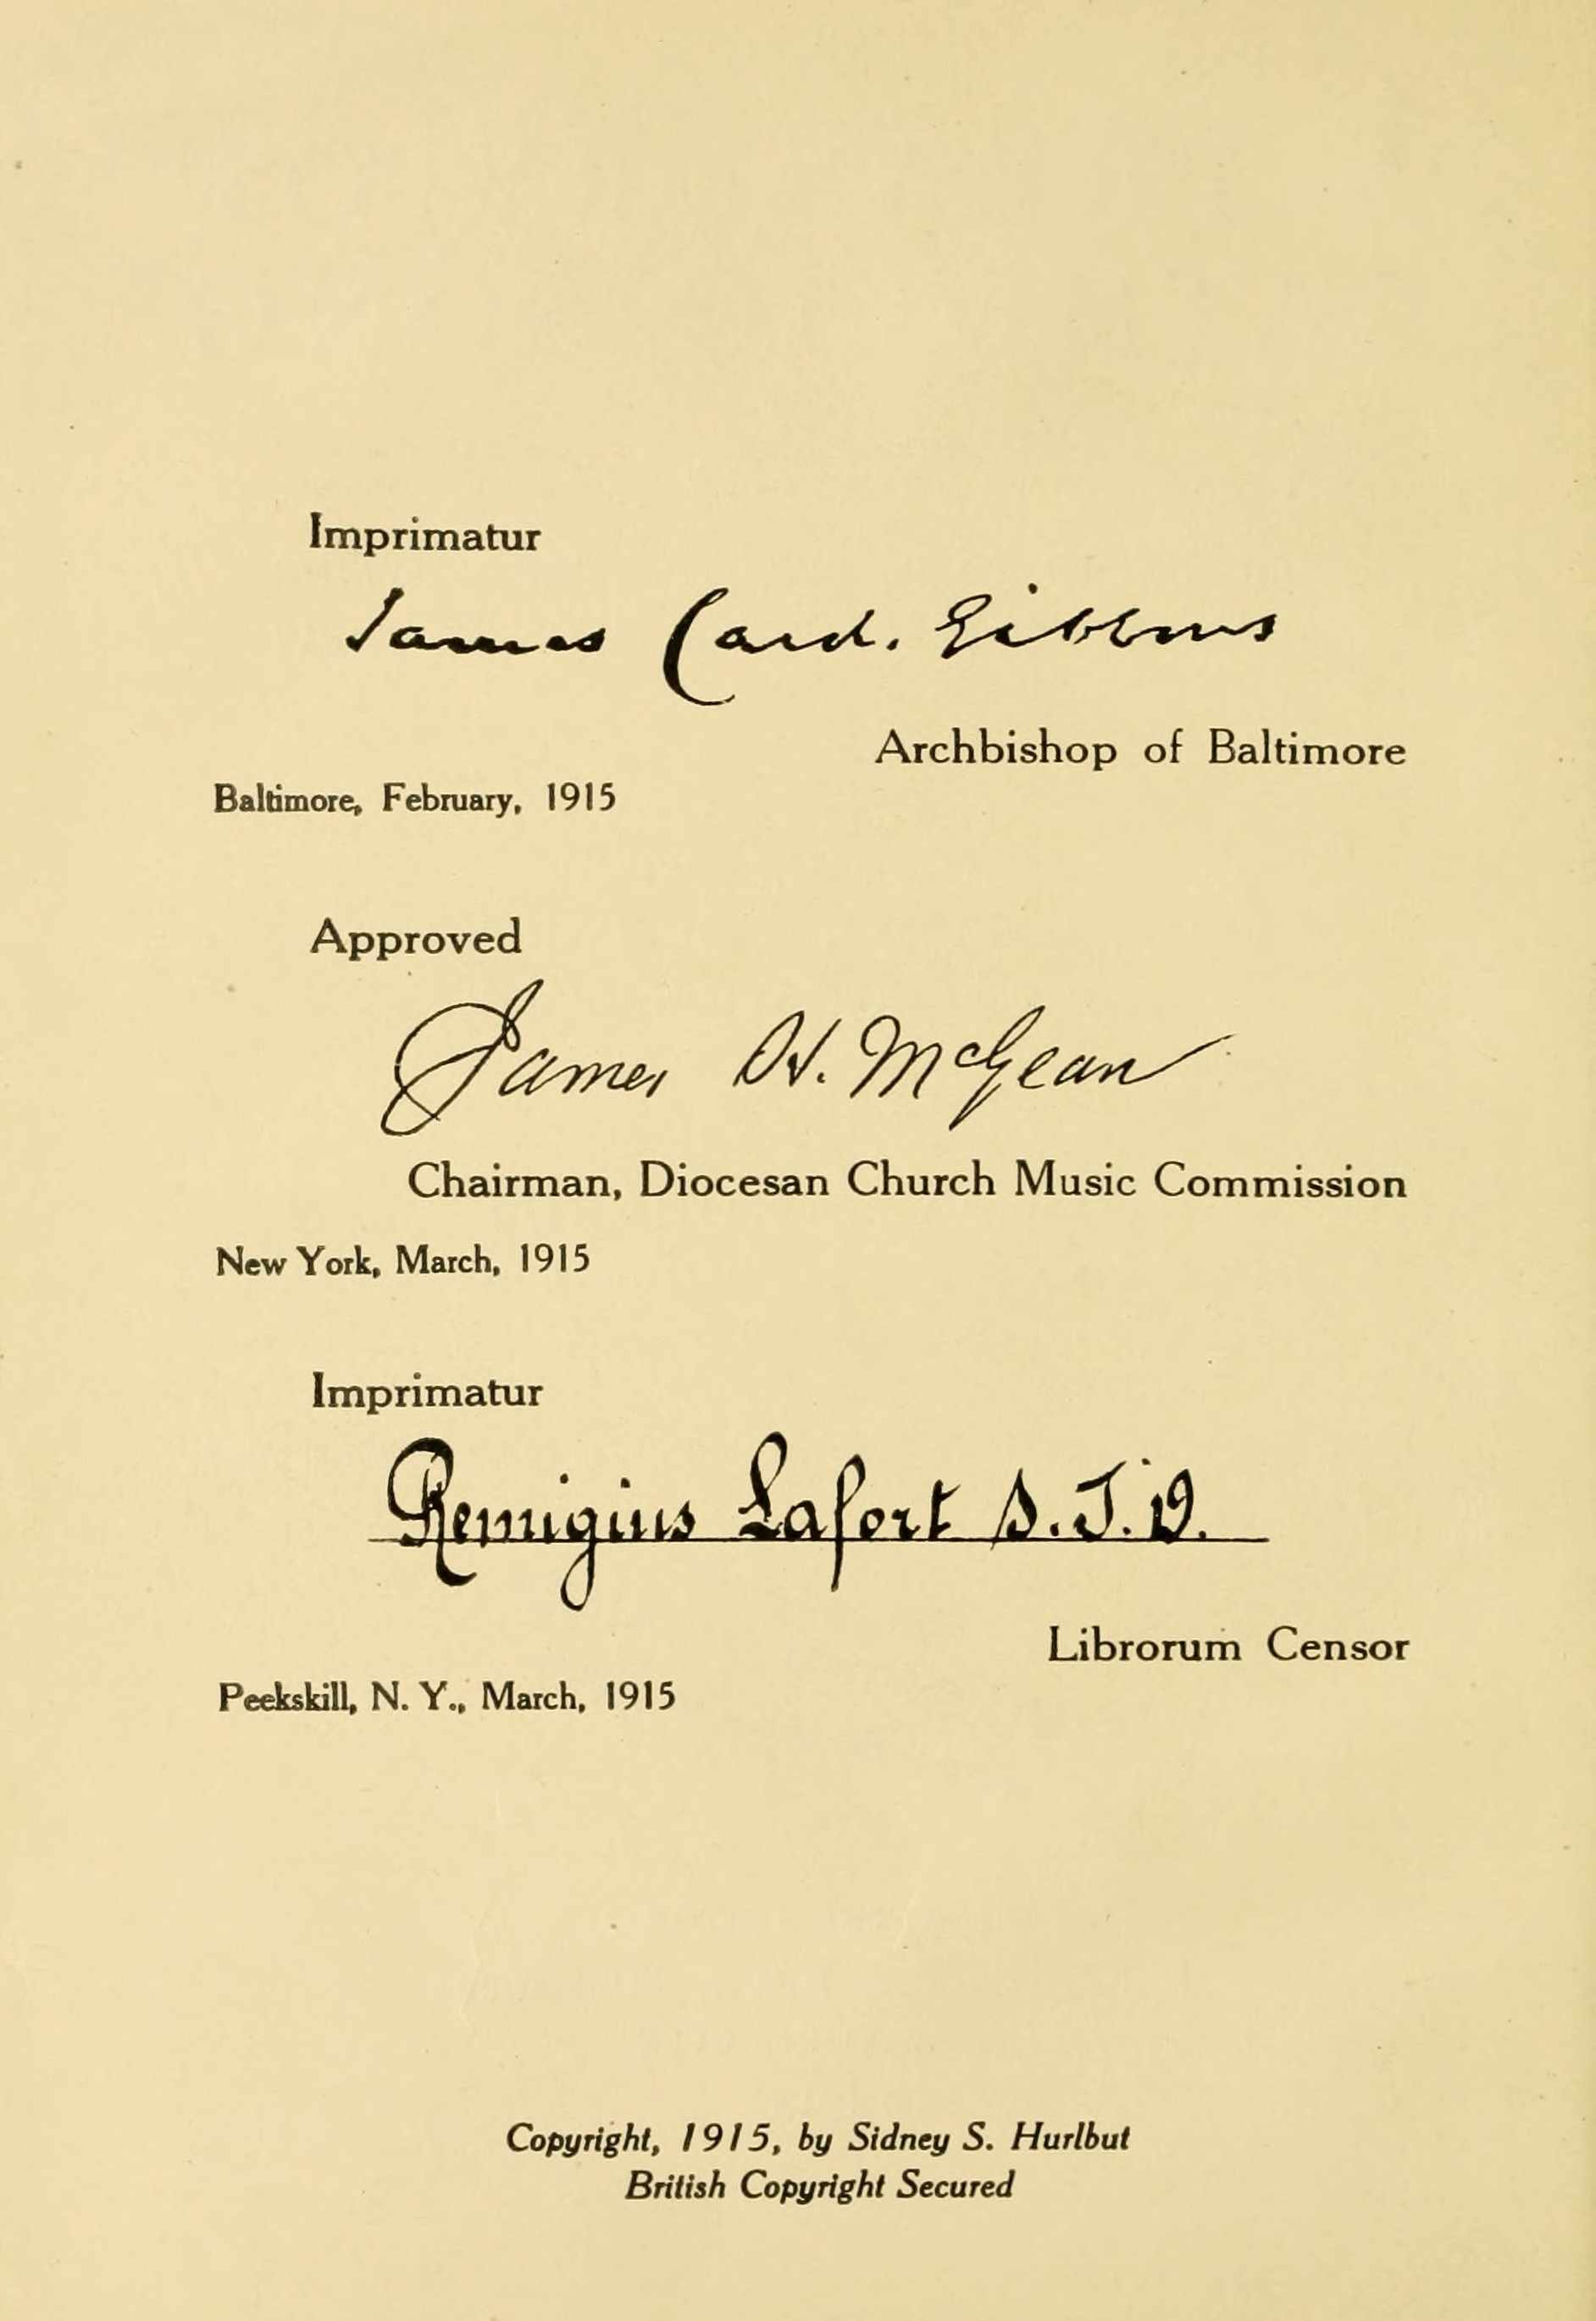 Imprimatur
James Card. Gibbons
Archbishop of Baltimore
Baltimore, February, 1915
Approved
James H. McGean
Chairman, Diocesan Church Music Commission
New York, March, 1915
Imprimatur
Remigius Lafort S.T.D.
Librorum Censor
Peekskill, N. Y., March, 1915
Copyright, 1915, by Sidney S. Hurlbut
British Copyright Secured